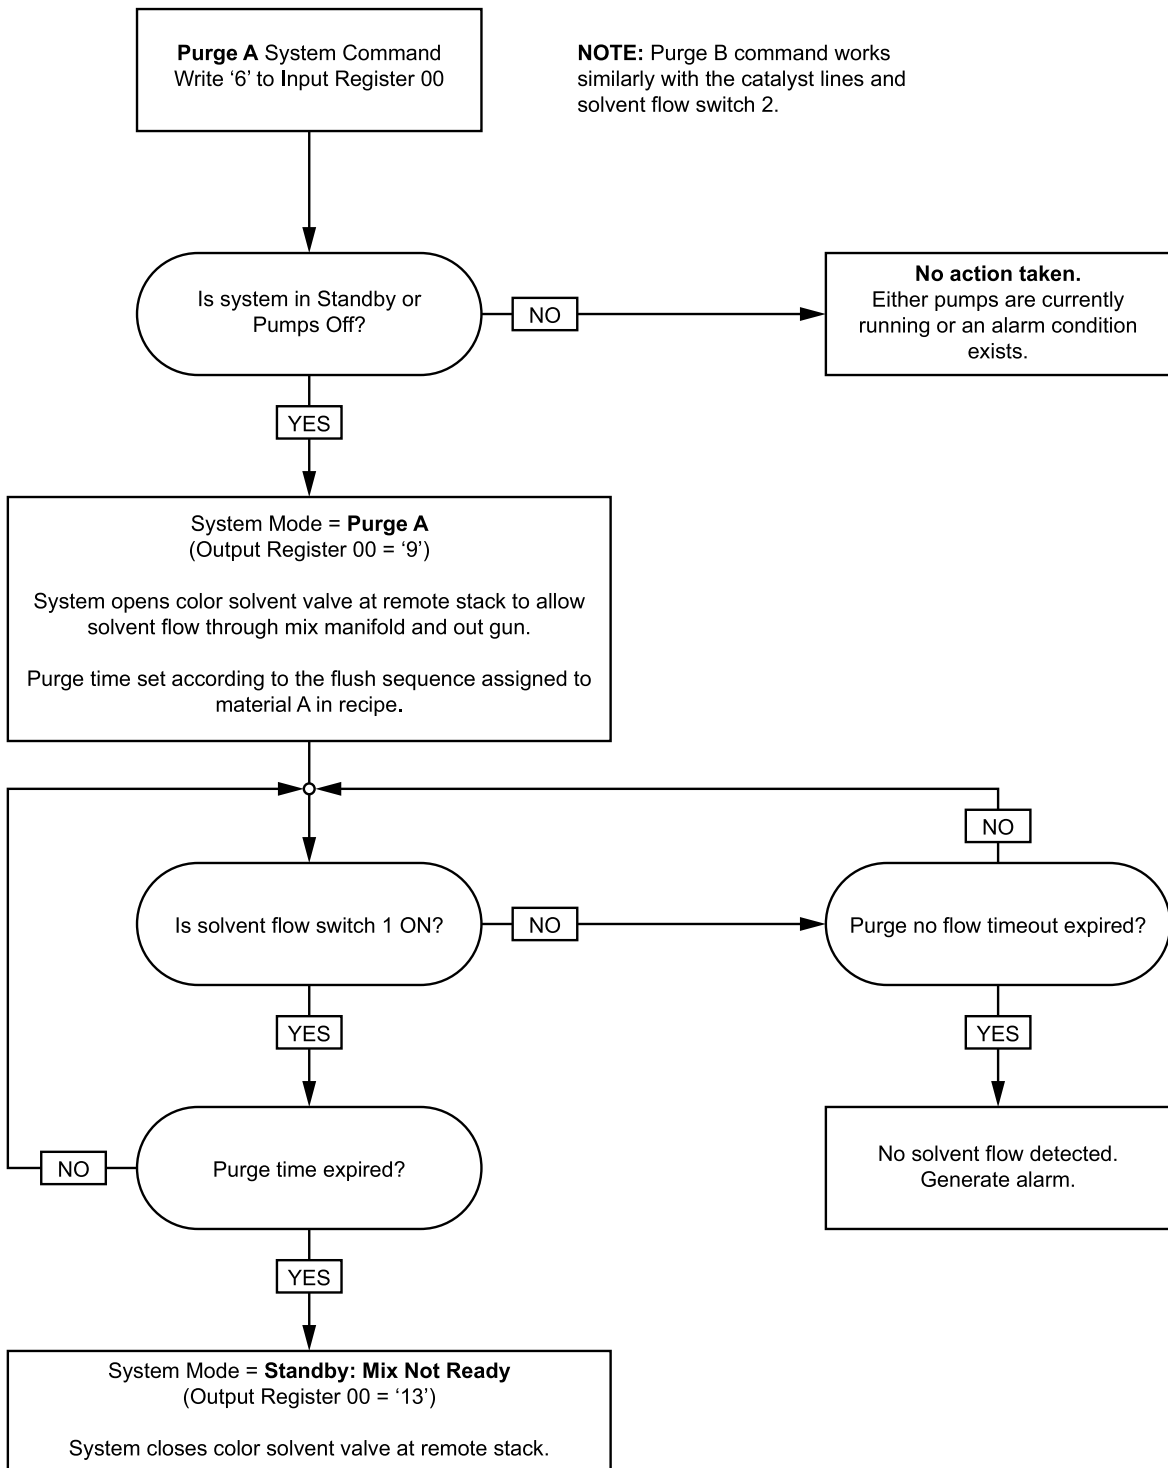 Purge A System Command
Write ‘6’ to Input Register 00
NOTE: Purge B command works
similarly with the catalyst lines and
solvent flow switch 2.
Is system in Standby or
Pumps Off?
NO
No action taken.
Either pumps are currently
running or an alarm condition
exists.
YES
System Mode = Purge A
(Output Register 00 = ‘9’)
System opens color solvent valve at remote stack to allow
solvent flow through mix manifold and out gun.
Purge time set according to the flush sequence assigned to
material A in recipe.
NO
Is solvent flow switch 1 ON?
NO
Purge no flow timeout expired?
YES
YES
NO
Purge time expired?
No solvent flow detected.
Generate alarm.
YES
System Mode = Standby: Mix Not Ready
(Output Register 00 = ‘13’)
System closes color solvent valve at remote stack.